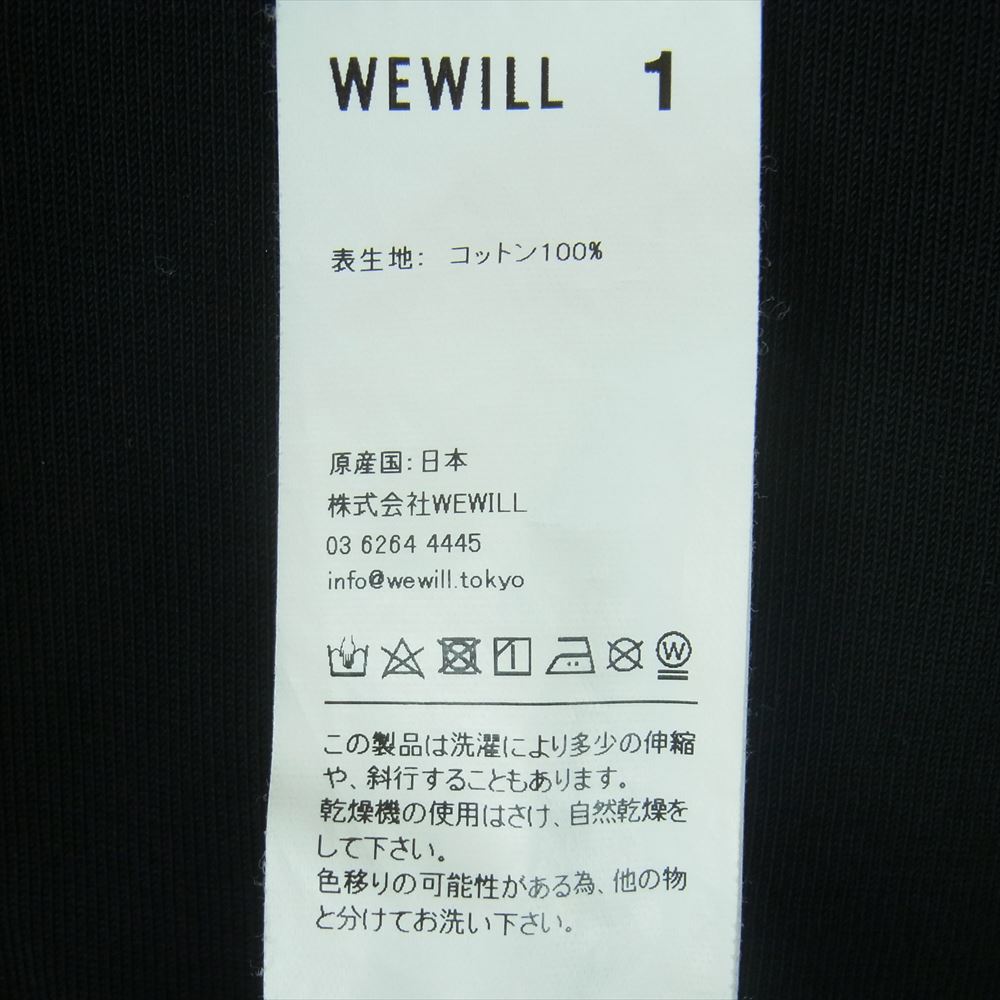 WEWILL 1
表生地: コットン100%
原産国:日本
株式会社WEWILL
03 6264 4445
info@wewill.tokyo
W
この製品は洗濯により多少の伸縮
や、斜行することもあります。
乾燥機の使用はさけ、自然乾燥を
して下さい。
色移りの可能性がある為、他の物
と分けてお洗い下さい。